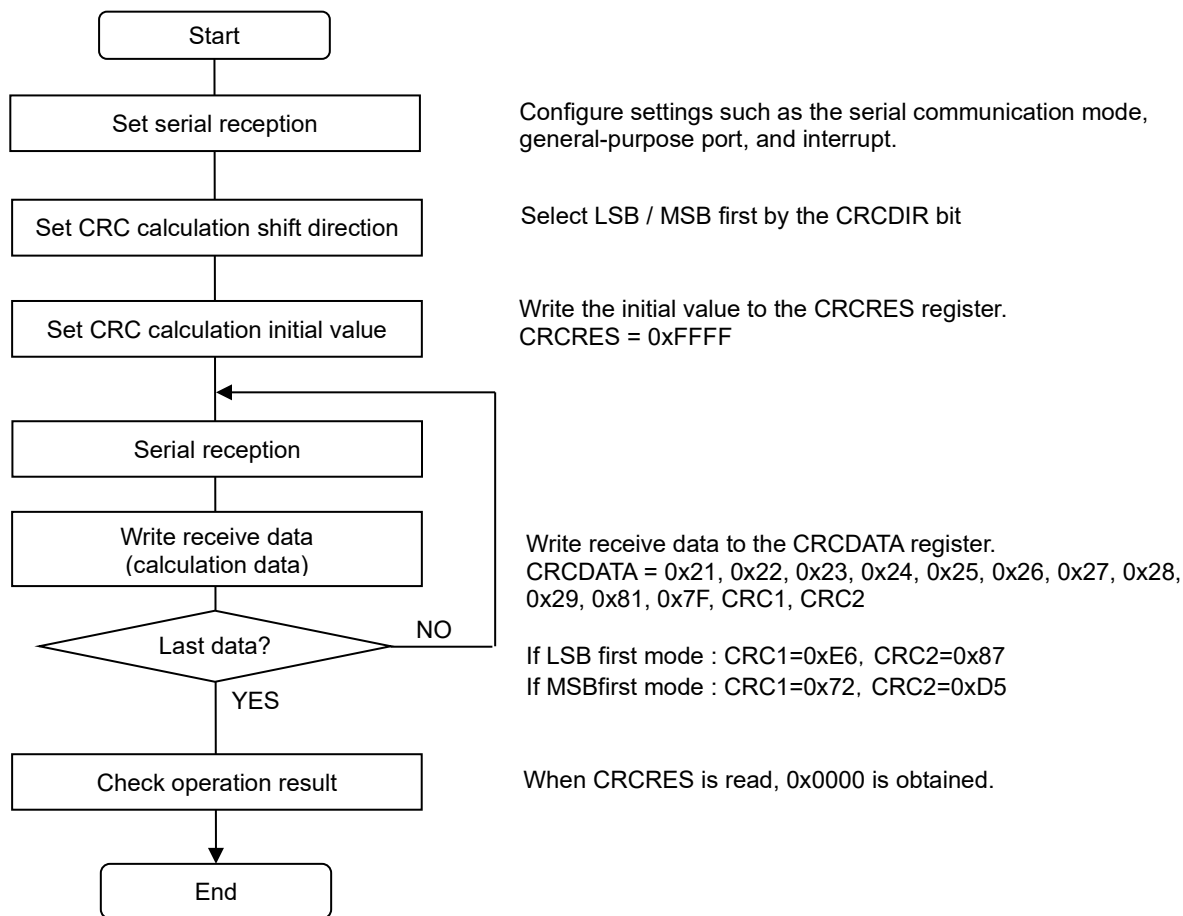 Start
Set serial reception
Configure settings such as the serial communication mode,
general-purpose port, and interrupt.
Set CRC calculation shift direction
Select LSB / MSB first by the CRCDIR bit
Set CRC calculation initial value
Write the initial value to the CRCRES register.
CRCRES = 0xFFFF
Serial reception
Write receive data
(calculation data)
Write receive data to the CRCDATA register.
CRCDATA = 0x21, 0x22, 0x23, 0x24, 0x25, 0x26, 0x27, 0x28,
0x29, 0x81, 0x7F, CRC1, CRC2
Last data?
NO
If LSB first mode : CRC1=0xE6, CRC2=0x87
If MSBfirst mode : CRC1=0x72, CRC2=0xD5
YES
Check operation result
When CRCRES is read, 0x0000 is obtained.
End